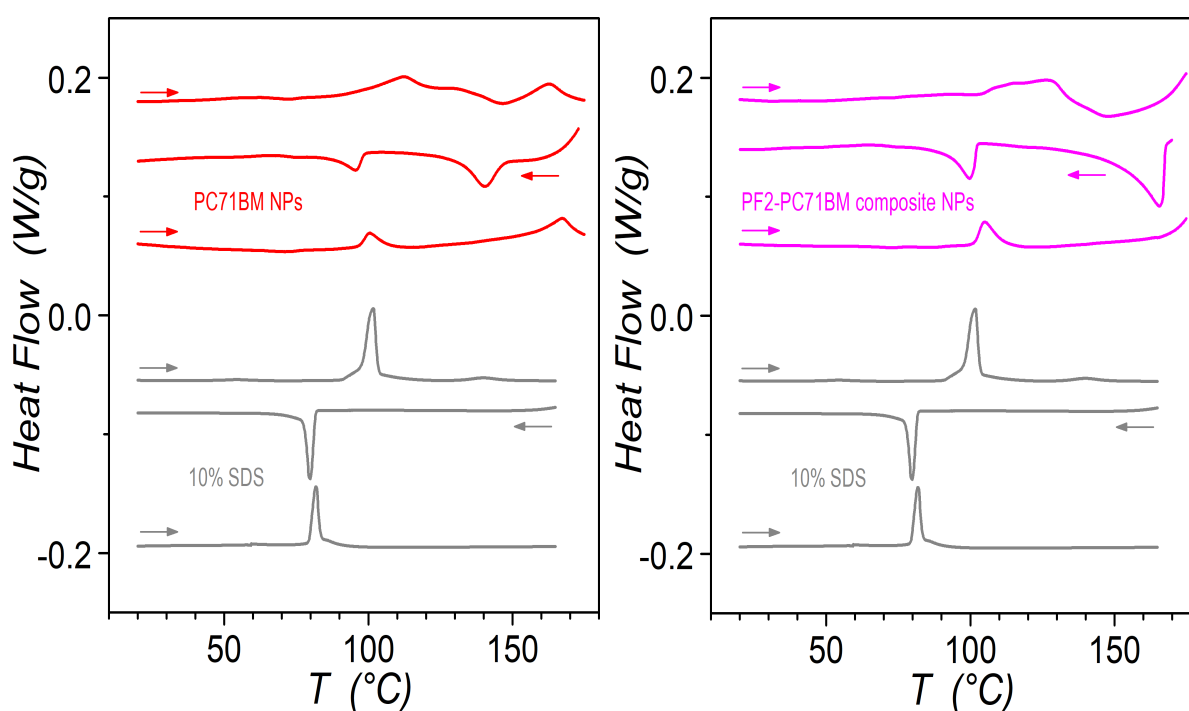 0.2
0.0
-0.2
Heat Flow (W/g)
PC71BM NPs
10% SDS
50 100 150
T (°C)
0.2
0.0
-0.2
Heat Flow (W/g)
PF2-PC71BM composite NPs
10% SDS
50 100 150
T (°C)